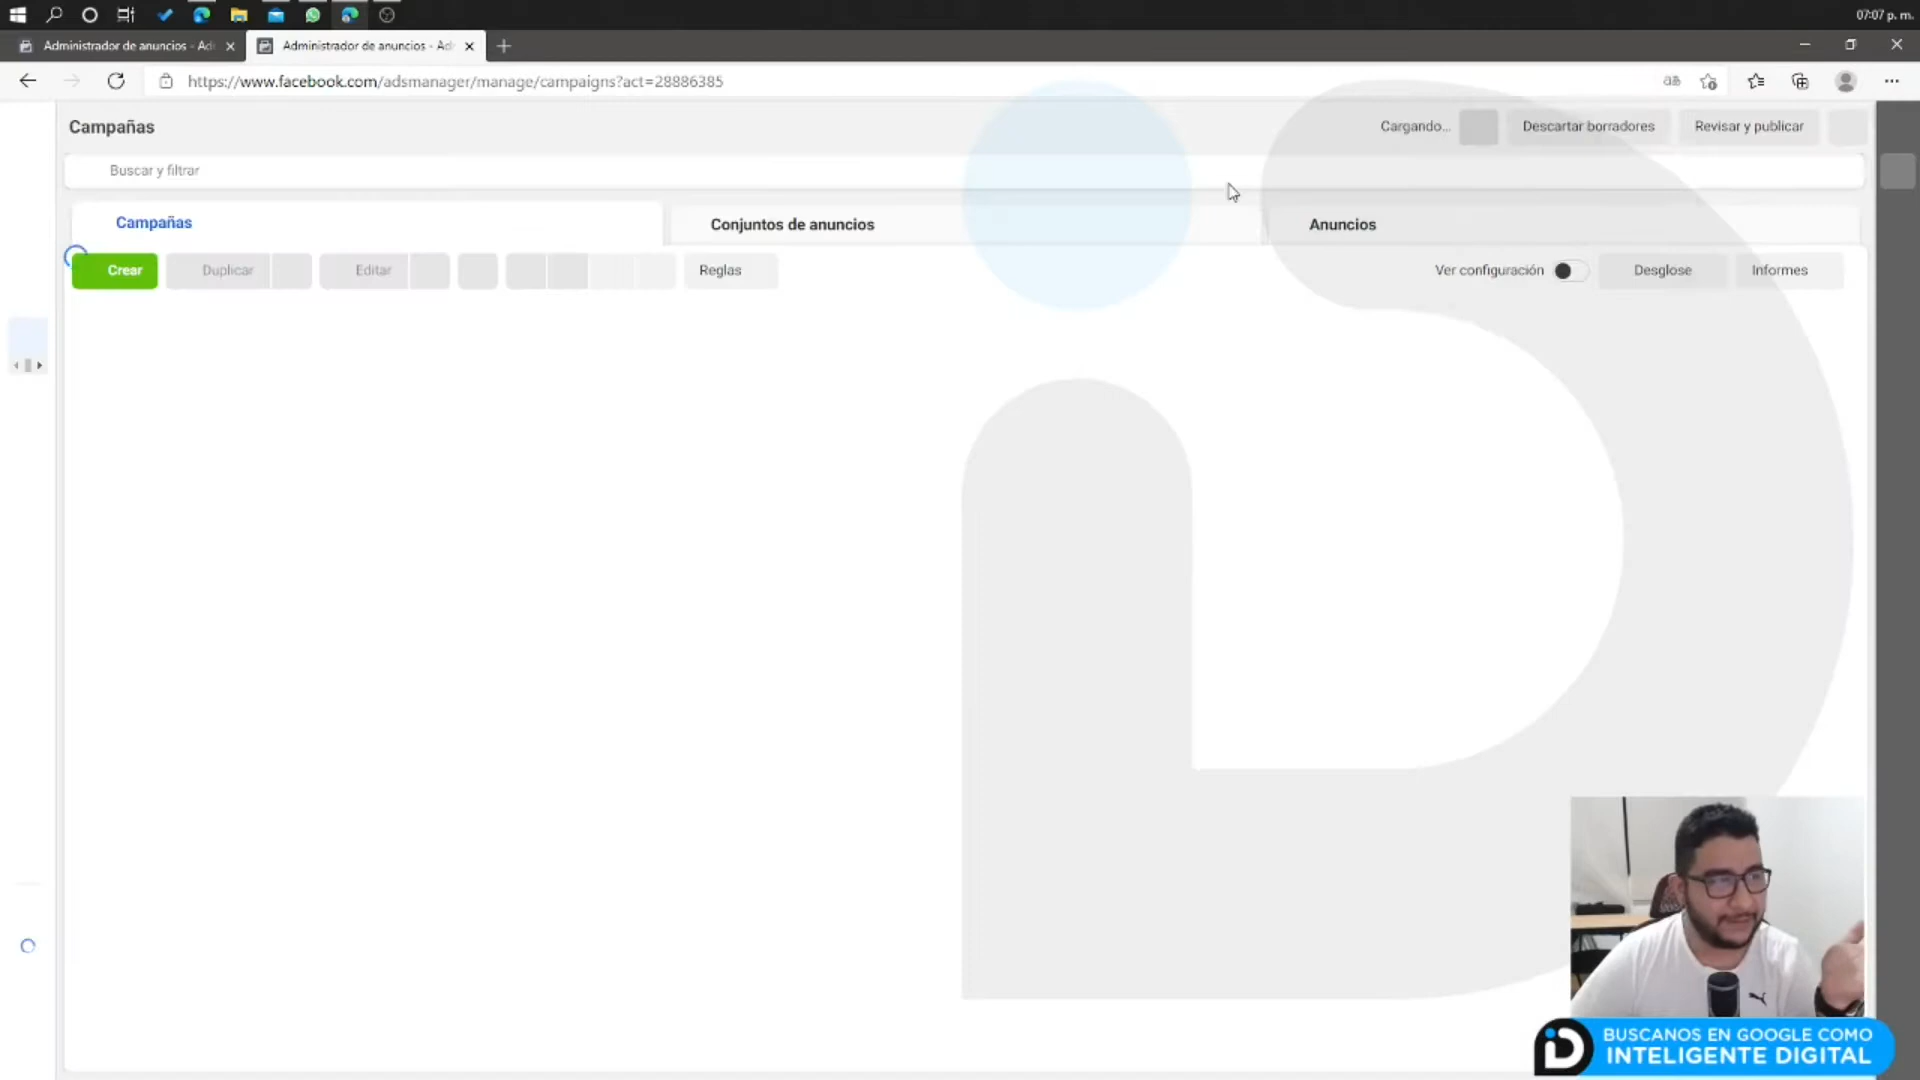 07:07 p. m.
Administrador de anuncios - Ad
Administrador de anuncios - Ad
https://www.facebook.com/adsmanager/manage/campaigns?act=28886385
Campañas
Cargando...
Descartar borradores
Revisar y publicar
Buscar y filtrar
Campañas
Conjuntos de anuncios
Anuncios
Crear
Duplicar
Editar
Reglas
Ver configuración
Desglose
Informes
BUSCANOS EN GOOGLE COMO
INTELIGENTE DIGITAL